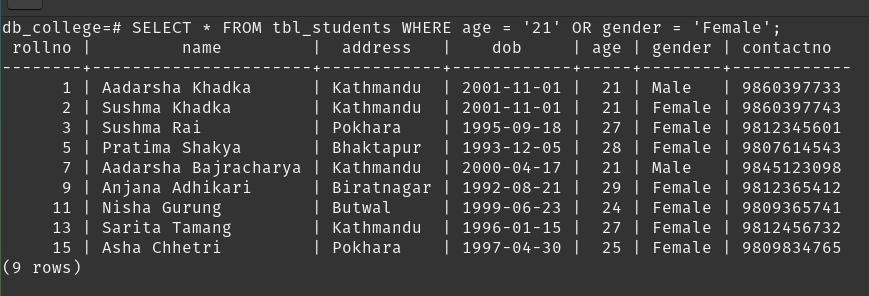 db_college=# SELECT * FROM tbl_students WHERE age = '21' OR gender = 'Female';
 rollno |         name         |  address   |    dob     | age | gender | contactno
--------+----------------------+------------+------------+-----+--------+------------
      1 | Aadarsha Khadka      | Kathmandu  | 2001-11-01 |  21 | Male   | 9860397733
      2 | Sushma Khadka        | Kathmandu  | 2001-11-01 |  21 | Female | 9860397743
      3 | Sushma Rai           | Pokhara    | 1995-09-18 |  27 | Female | 9812345601
      5 | Pratima Shakya       | Bhaktapur  | 1993-12-05 |  28 | Female | 9807614543
      7 | Aadarsha Bajracharya | Kathmandu  | 2000-04-17 |  21 | Male   | 9845123098
      9 | Anjana Adhikari      | Biratnagar | 1992-08-21 |  29 | Female | 9812365412
     11 | Nisha Gurung         | Butwal     | 1999-06-23 |  24 | Female | 9809365741
     13 | Sarita Tamang        | Kathmandu  | 1996-01-15 |  27 | Female | 9812456732
     15 | Asha Chhetri         | Pokhara    | 1997-04-30 |  25 | Female | 9809834765
(9 rows)